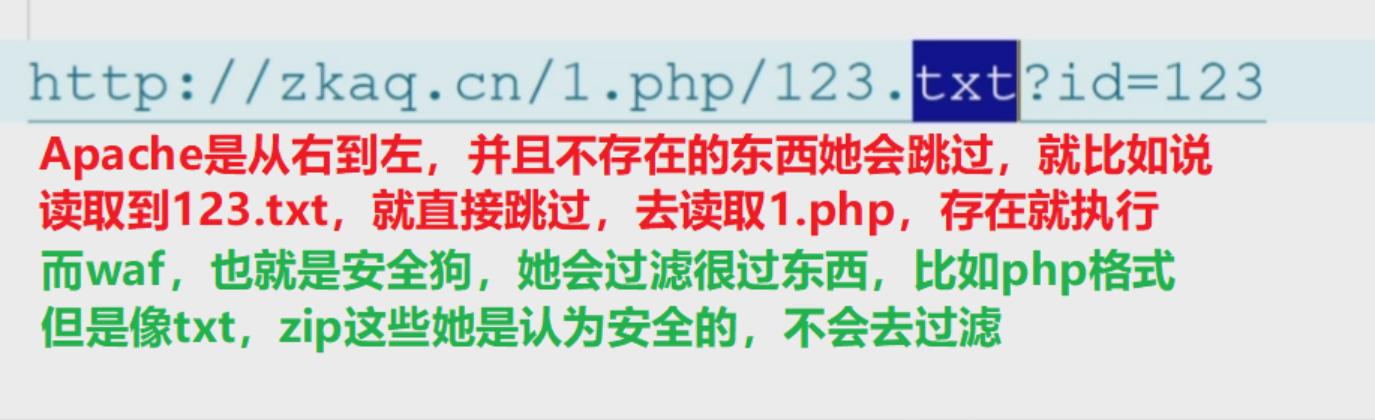 http://zkaq.cn/1.php/123.txt?id=123
Apache是从右到左，并且不存在的东西她会跳过，就比如说
读取到123.txt，就直接跳过，去读取1.php，存在就执行
而waf，也就是安全狗，她会过滤很过东西，比如php格式
但是像txt，zip这些她是认为安全的，不会去过滤